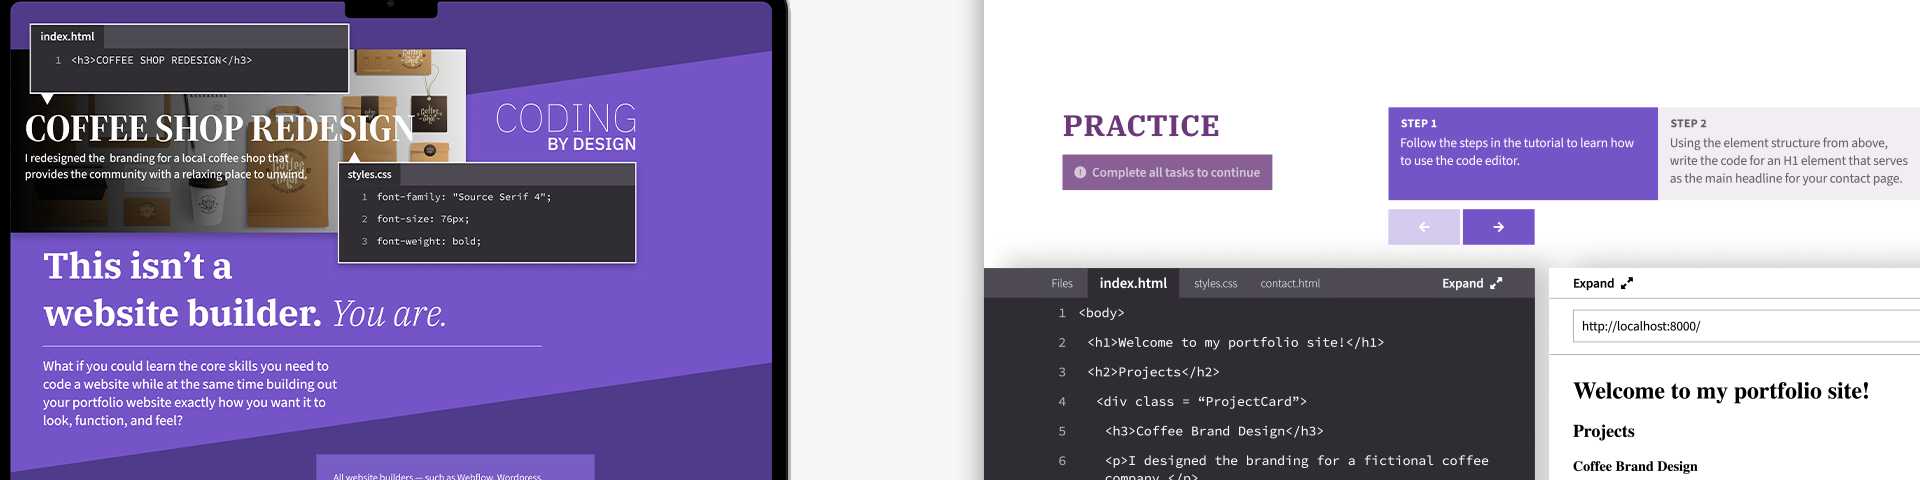 index.html
1 <h3>COFFEE SHOP REDESIGN</h3>
COFFEE SHOP REDESIGN
I redesigned the branding for a local coffee shop that
provides the community with a relaxing place to unwind.
CODING
BY DESIGN
styles.css
1 font-family: "Source Serif 4";
2 font-size: 76px;
3 font-weight: bold;
This isn’t a
website builder. You are.
What if you could learn the core skills you need to
code a website while at the same time building out
your portfolio website exactly how you want it to
look, function, and feel?
All website builders — such as Webflow, Wordpress
PRACTICE
Complete all tasks to continue
STEP 1
Follow the steps in the tutorial to learn how
to use the code editor.
STEP 2
Using the element structure from above,
write the code for an H1 element that serves
as the main headline for your contact page.
Files index.html styles.css contact.html Expand
1 <body>
2 <h1>Welcome to my portfolio site!</h1>
3 <h2>Projects</h2>
4 <div class = “ProjectCard”>
5 <h3>Coffee Brand Design</h3>
6 <p>I designed the branding for a fictional coffee
company.</p>
Expand
http://localhost:8000/
Welcome to my portfolio site!
Projects
Coffee Brand Design